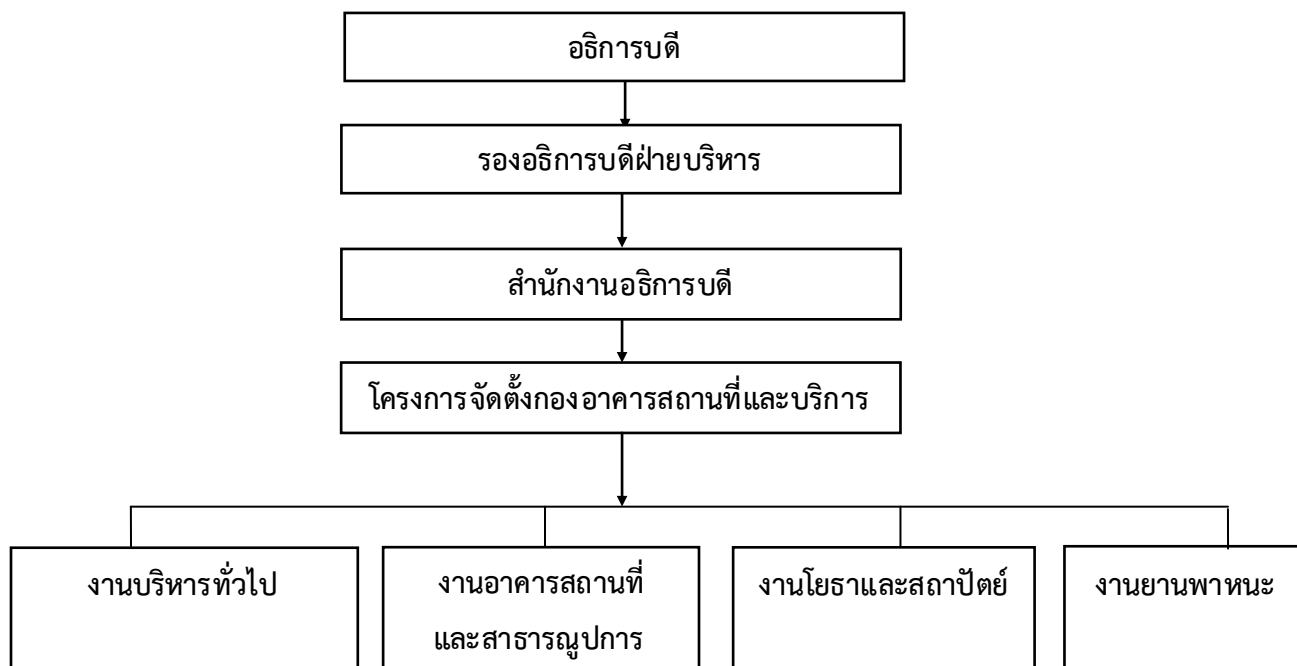 อธิการบดี
รองอธิการบดีฝ่ายบริหาร
สำนักงานอธิการบดี
โครงการจัดตั้งกองอาคารสถานที่และบริการ
งานบริหารทั่วไป
งานอาคารสถานที่
และสาธารณูปการ
งานโยธาและสถาปัตย์
งานยานพาหนะ